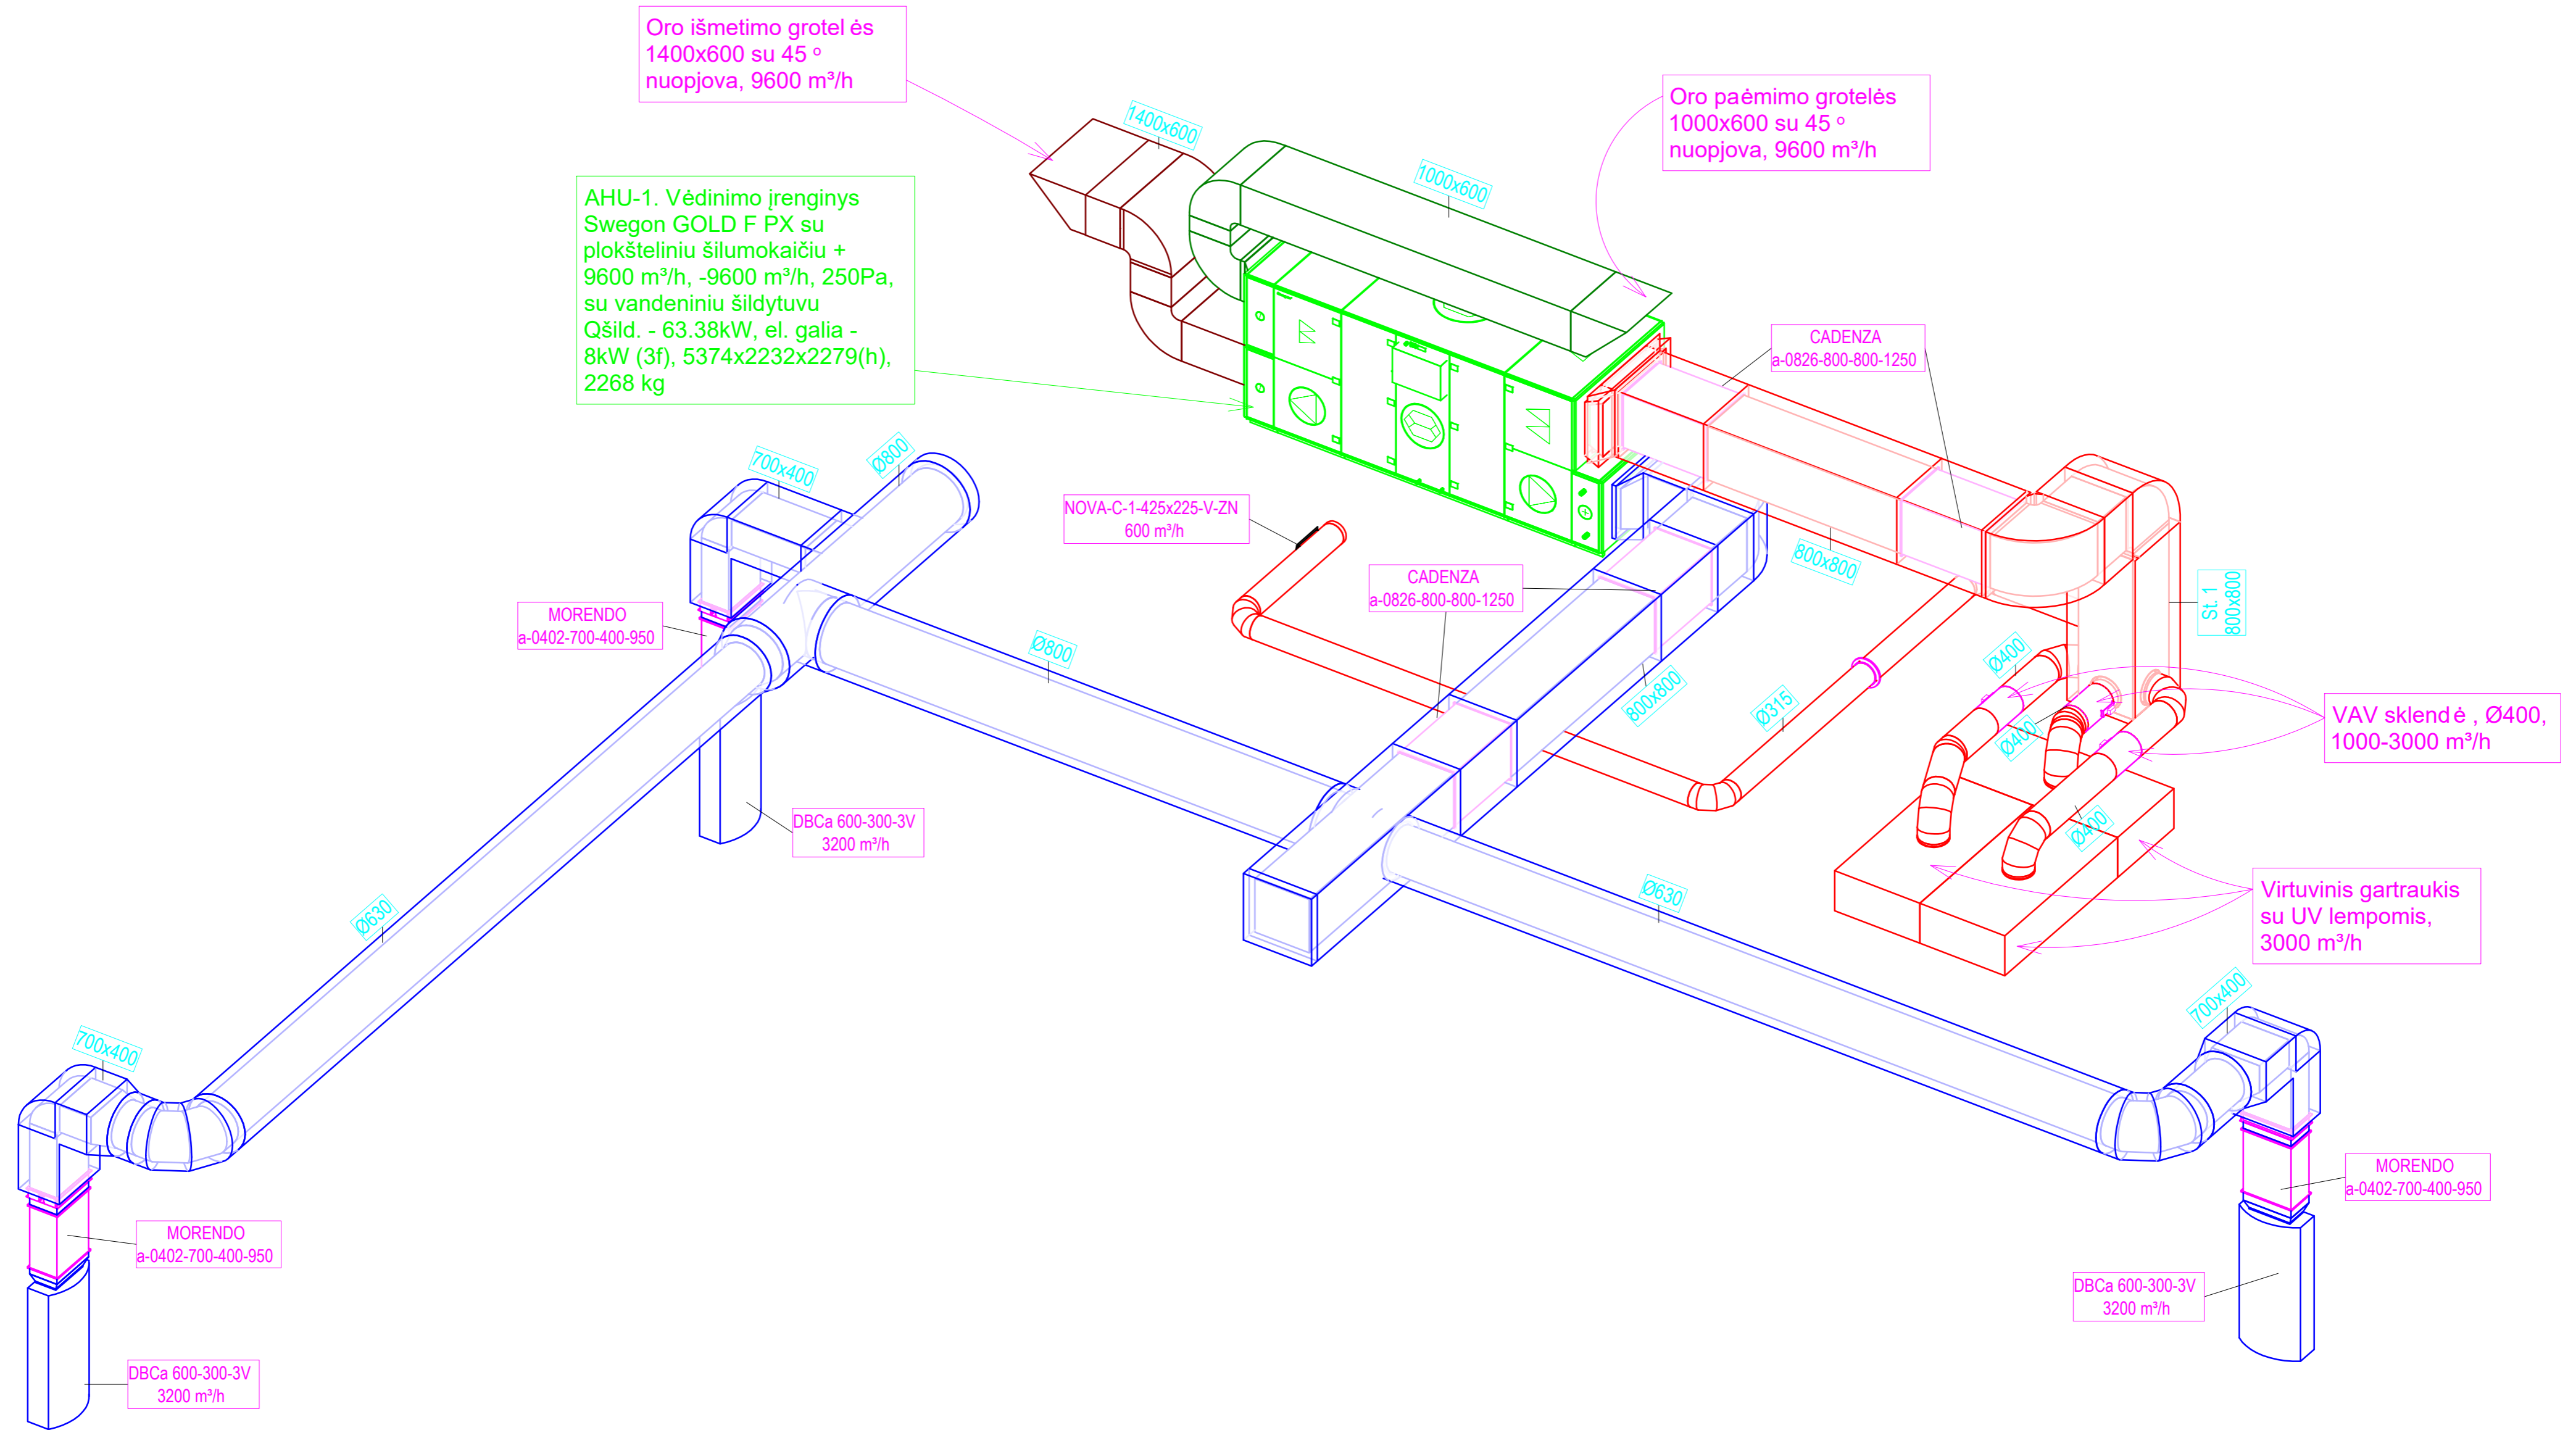 Oro išmetimo grotelės
1400x600 su 45 º
nuopjova, 9600 m³/h
1400x600
Oro paėmimo grotelės
1000x600 su 45 º
nuopjova, 9600 m³/h
1000x600
AHU-1. Vėdinimo įrenginys
Swegon GOLD F PX su
plokšteliniu šilumokaičiu +
9600 m³/h, -9600 m³/h, 250Pa,
su vandeniniu šildytuvu
Qšild. - 63.38kW, el. galia -
8kW (3f), 5374x2232x2279(h),
2268 kg
CADENZA
a-0826-800-800-1250
700x400
Ø800
NOVA-C-1-425x225-V-ZN
600 m³/h
800x800
CADENZA
a-0826-800-800-1250
St. 1
800x800
MORENDO
a-0402-700-400-950
Ø800
Ø400
800x800
Ø315
Ø400
VAV sklendė , Ø400,
1000-3000 m³/h
DBCa 600-300-3V
3200 m³/h
Ø400
Ø630
Ø630
Virtuvinis gartraukis
su UV lempomis,
3000 m³/h
700x400
700x400
MORENDO
a-0402-700-400-950
MORENDO
a-0402-700-400-950
DBCa 600-300-3V
3200 m³/h
DBCa 600-300-3V
3200 m³/h